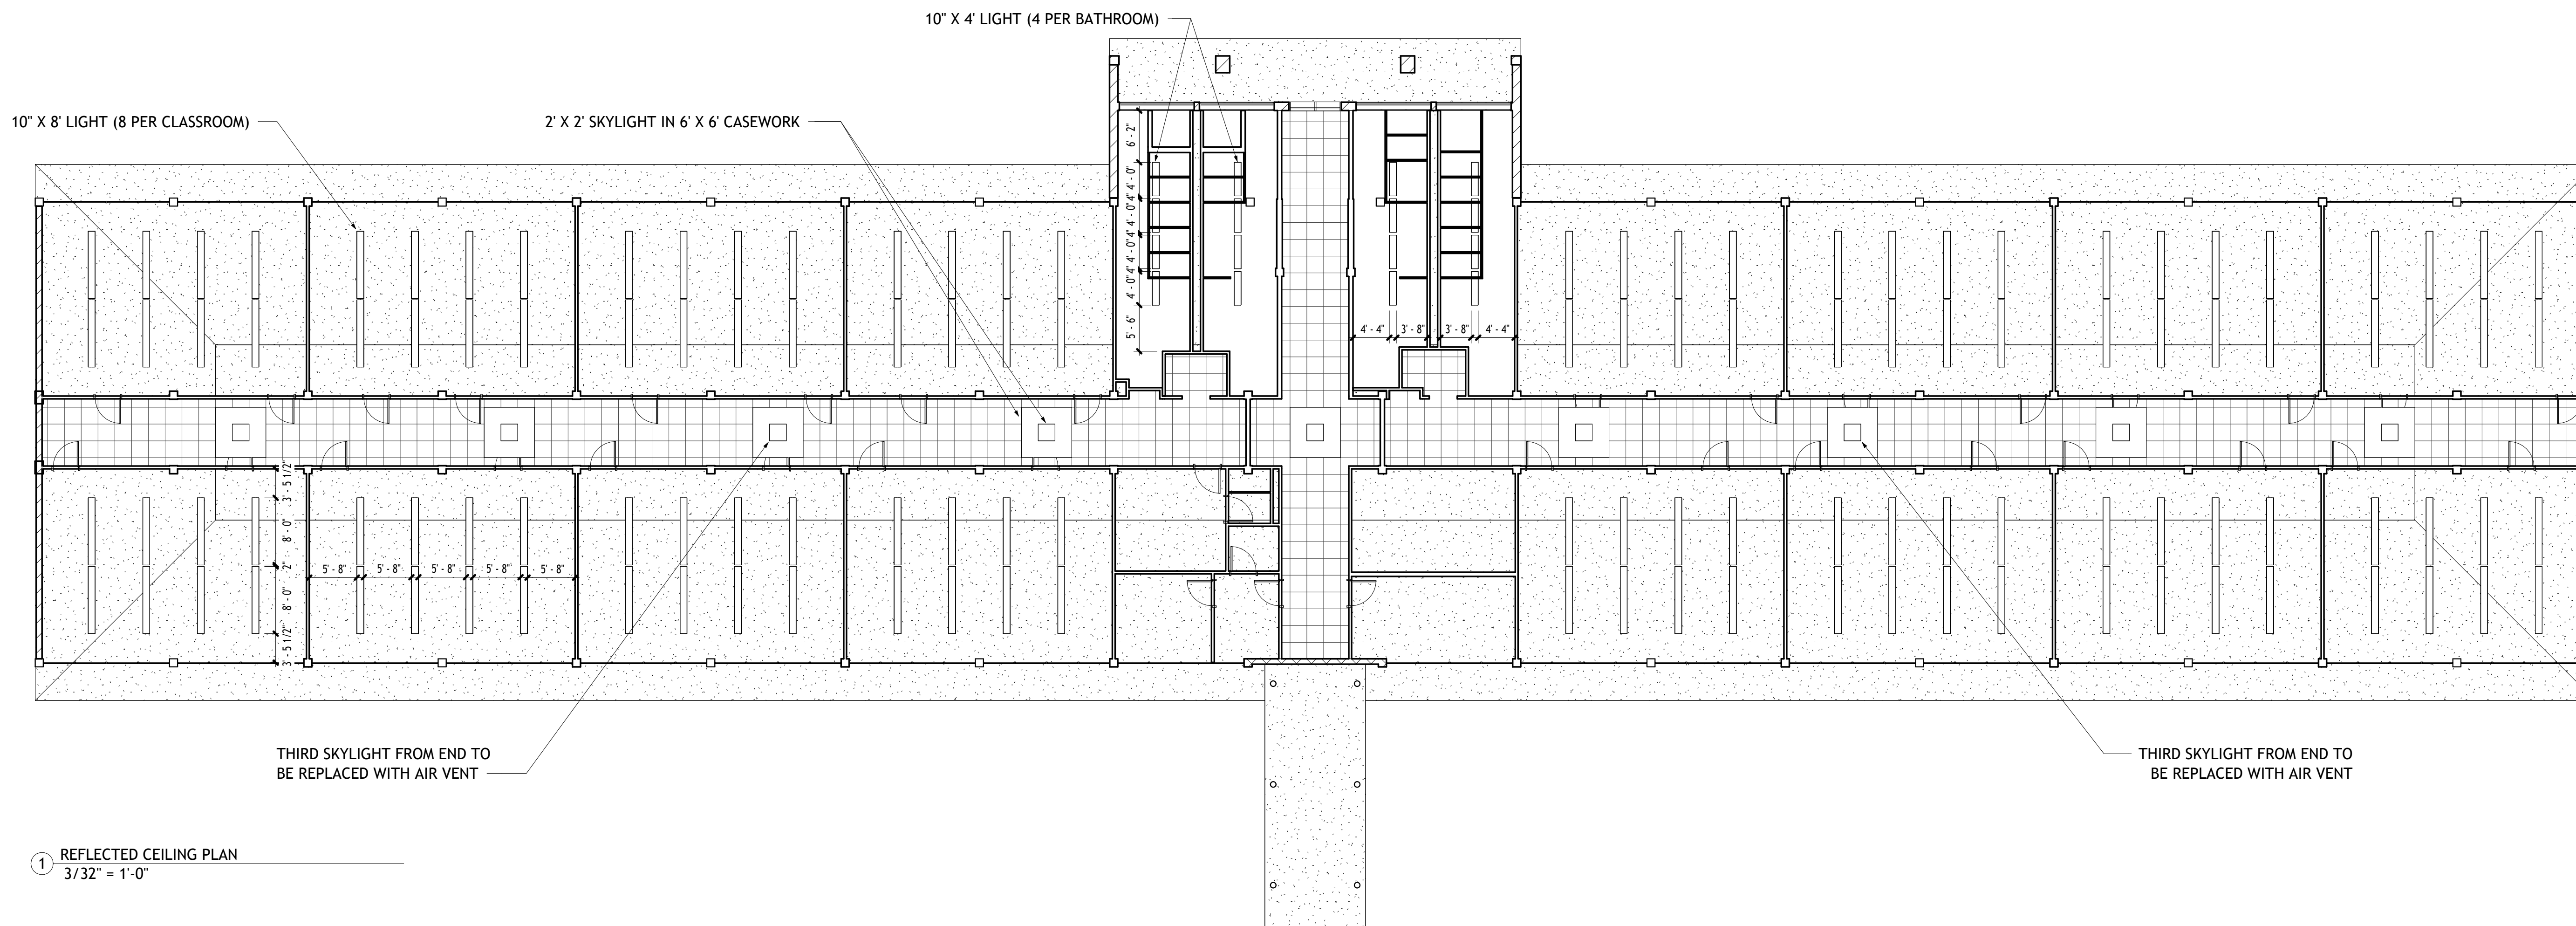 10" X 4' LIGHT (4 PER BATHROOM)
10" X 8' LIGHT (8 PER CLASSROOM)
2' X 2' SKYLIGHT IN 6' X 6' CASEWORK
6' - 2"
4' - 0"
4"
4' - 0"
4"
4' - 0"
4"
4' - 0"
5' - 6"
4' - 4"
3' - 8"
3' - 8"
4' - 4"
3' 5 1/2"
8' - 0"
2"
8' - 0"
3' 5 1/2"
5' - 8"
5' - 8"
5' - 8"
5' - 8"
5' - 8"
THIRD SKYLIGHT FROM END TO
BE REPLACED WITH AIR VENT
THIRD SKYLIGHT FROM END TO
BE REPLACED WITH AIR VENT
1
REFLECTED CEILING PLAN
3/32" = 1'-0"